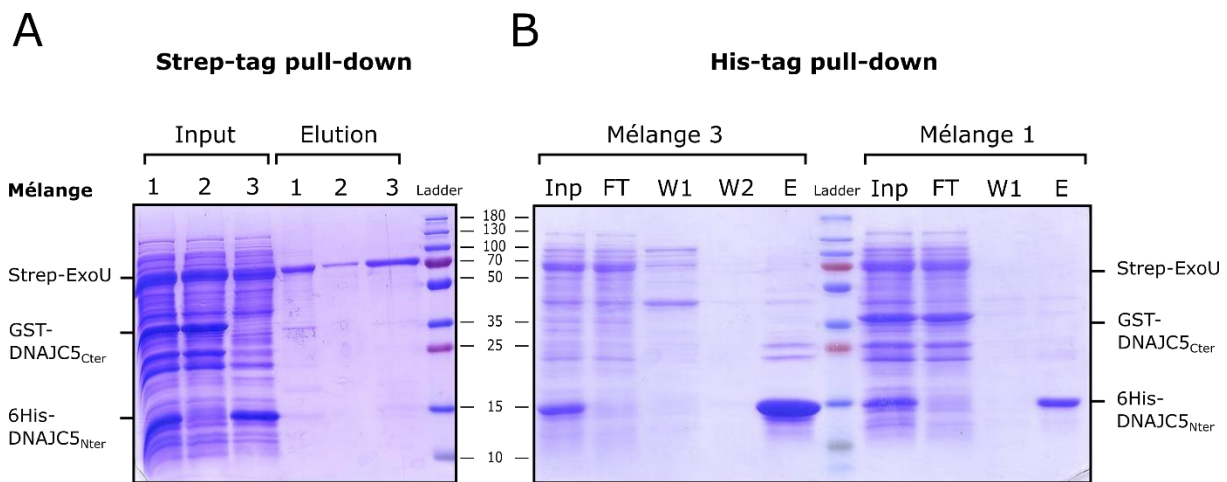 A
B
Strep-tag pull-down
His-tag pull-down
Input
Elution
Mélange 3
Mélange 1
Mélange
1
2
3
1
2
3
Ladder
Inp
FT
W1
W2
E
Ladder
Inp
FT
W1
E
180
130
100
70
50
35
25
15
10
Strep-ExoU
GST-
DNAJC5Cter
6His-
DNAJC5Nter
Strep-ExoU
GST-
DNAJC5Cter
6His-
DNAJC5Nter